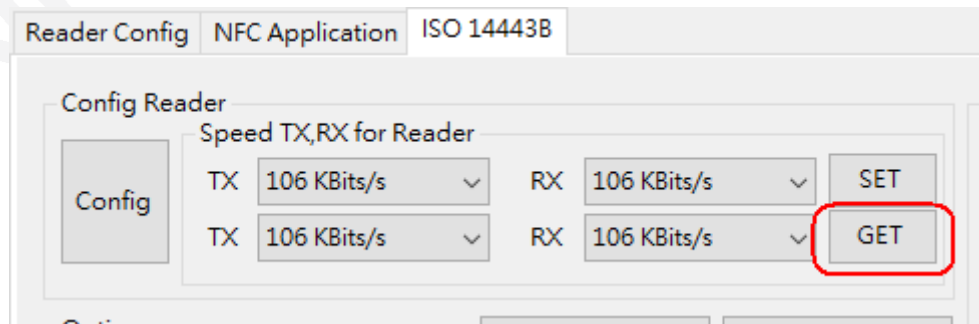 Reader Config NFC Application ISO 14443B
Config Reader
Speed TX,RX for Reader
Config
TX 106 KBits/s RX 106 KBits/s SET
TX 106 KBits/s RX 106 KBits/s GET